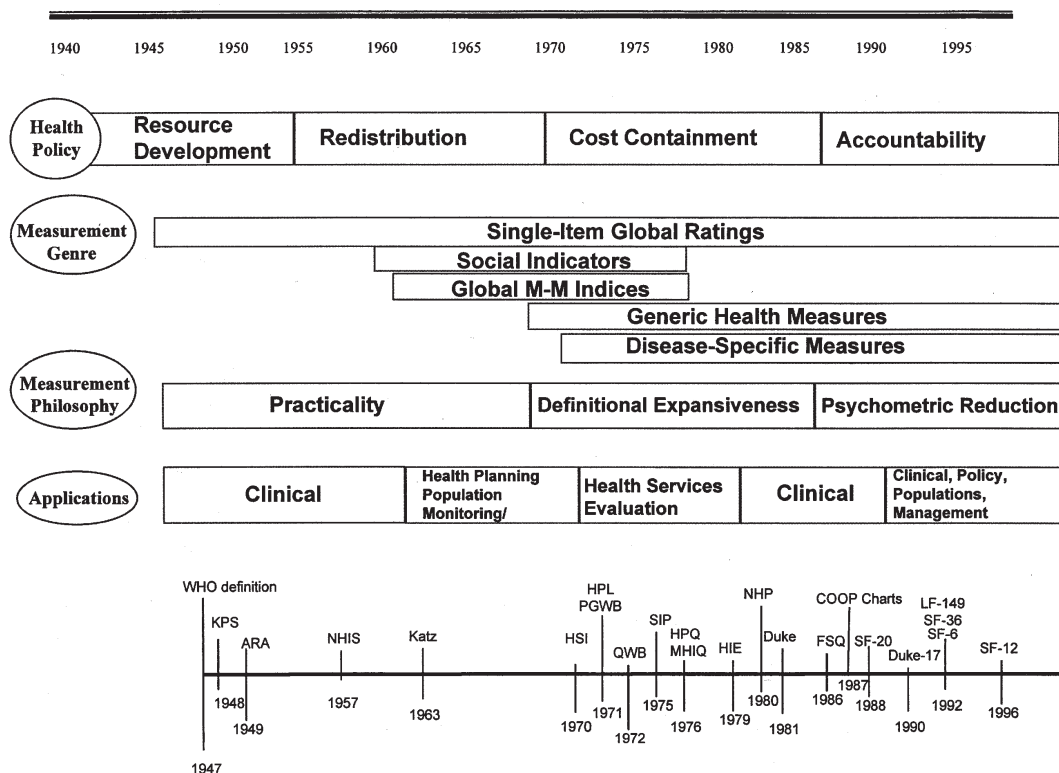 1940 1945 1950 1955 1960 1965 1970 1975 1980 1985 1990 1995
Health
Policy
Resource
Development
Redistribution
Cost Containment
Accountability
Measurement
Genre
Single-Item Global Ratings
Social Indicators
Global M-M Indices
Generic Health Measures
Disease-Specific Measures
Measurement
Philosophy
Practicality
Definitional Expansiveness
Psychometric Reduction
Applications
Clinical
Health Planning
Population
Monitoring/
Health Services
Evaluation
Clinical
Clinical, Policy,
Populations,
Management
WHO definition
1947
KPS
1948
ARA
1949
NHIS
1957
Katz
1963
HSI
1970
HPL
PGWB
1971
QWB
1972
SIP
1975
HPQ
MHIQ
1976
HIE
1979
NHP
1980
Duke
1981
FSQ
1986
COOP Charts
1987
SF-20
1988
Duke-17
1990
LF-149
SF-36
SF-6
1992
SF-12
1996